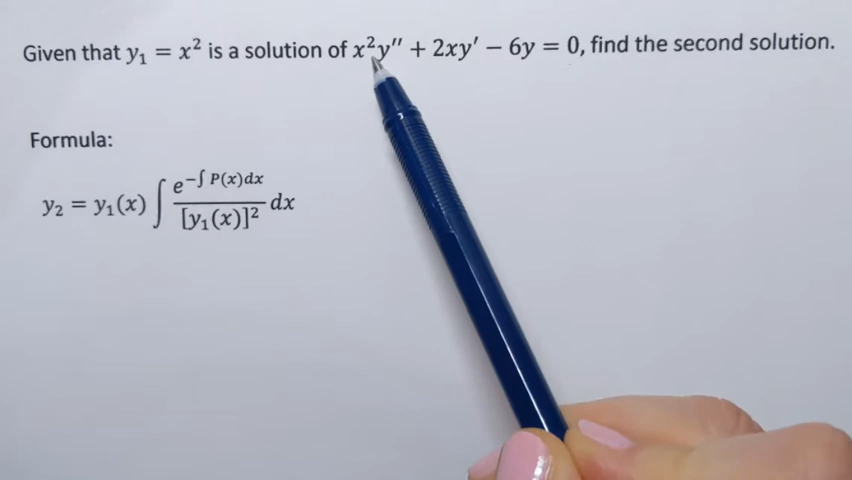 Given that y₁ = x² is a solution of x²y′′ + 2xy′ − 6y = 0, find the second solution.
Formula:
y₂ = y₁(x) ∫ e^(−∫ P(x)dx) / [y₁(x)]² dx